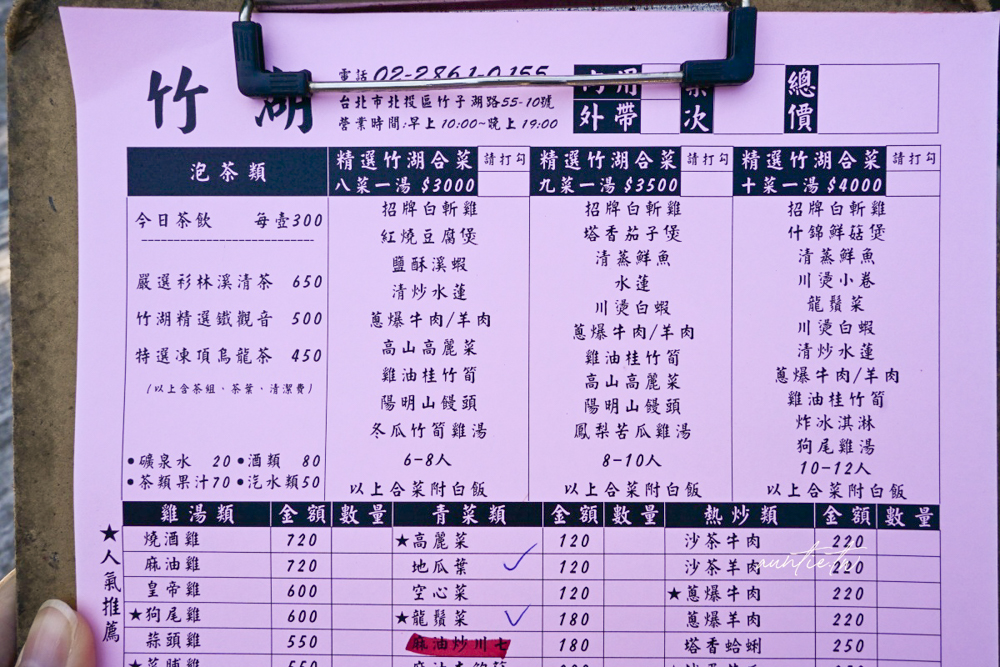 竹湖
電話 02-2861-0155
台北市北投區竹子湖路55-10號
營業時間:早上10:00~晚上19:00
內用
外帶
桌次
總價
泡茶類
今日茶飲 每壹300
嚴選杉林溪清茶 650
竹湖精選鐵觀音 500
特選凍頂烏龍茶 450
(以上含茶組、茶葉、清潔費)
•礦泉水 20 •酒類 80
•茶類果汁70 •汽水類50
精選竹湖合菜 請打勾
八菜一湯 $3000
招牌白斬雞
紅燒豆腐煲
鹽酥溪蝦
清炒水蓮
蔥爆牛肉/羊肉
高山高麗菜
雞油桂竹筍
陽明山饅頭
冬瓜竹筍雞湯
6-8人
以上合菜附白飯
精選竹湖合菜 請打勾
九菜一湯 $3500
招牌白斬雞
塔香茄子煲
清蒸鮮魚
水蓮
川燙白蝦
蔥爆牛肉/羊肉
雞油桂竹筍
高山高麗菜
陽明山饅頭
鳳梨苦瓜雞湯
8-10人
以上合菜附白飯
精選竹湖合菜 請打勾
十菜一湯 $4000
招牌白斬雞
什錦鮮菇煲
清蒸鮮魚
川燙小卷
龍鬚菜
川燙白蝦
清炒水蓮
蔥爆牛肉/羊肉
雞油桂竹筍
炸冰淇淋
狗尾雞湯
10-12人
以上合菜附白飯
★人氣推薦
雞湯類 金額 數量 青菜類 金額 數量 熱炒類 金額 數量
燒酒雞 720 ★高麗菜 120 沙茶牛肉 220
麻油雞 720 地瓜葉 120 沙茶羊肉 220
皇帝雞 600 空心菜 120 ★蔥爆牛肉 220
★狗尾雞 600 ★龍鬚菜 180 蔥爆羊肉 220
蒜頭雞 550 麻油炒川七 180 塔香蛤蜊 250
auntie.tw